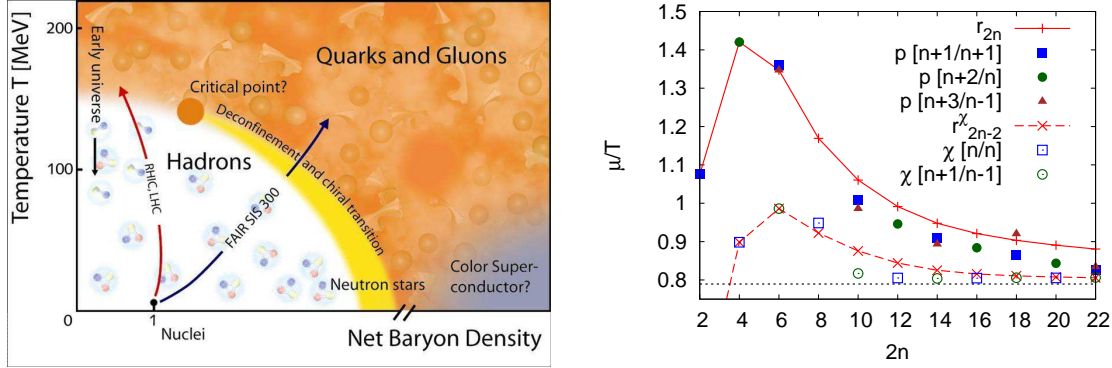 200
100
0
Temperature T [MeV]
Early universe
Quarks and Gluons
Critical point?
Deconfinement and chiral transition
Hadrons
RHIC, LHC
FAIR SIS 300
Color Super-
conductor?
Neutron stars
1
Nuclei
Net Baryon Density
1.5
1.4
1.3
1.2
1.1
1
0.9
0.8
μ/T
r2n
p [n+1/n+1]
p [n+2/n]
p [n+3/n-1]
rχ2n-2
χ [n/n]
χ [n+1/n-1]
2 4 6 8 10 12 14 16 18 20 22
2n